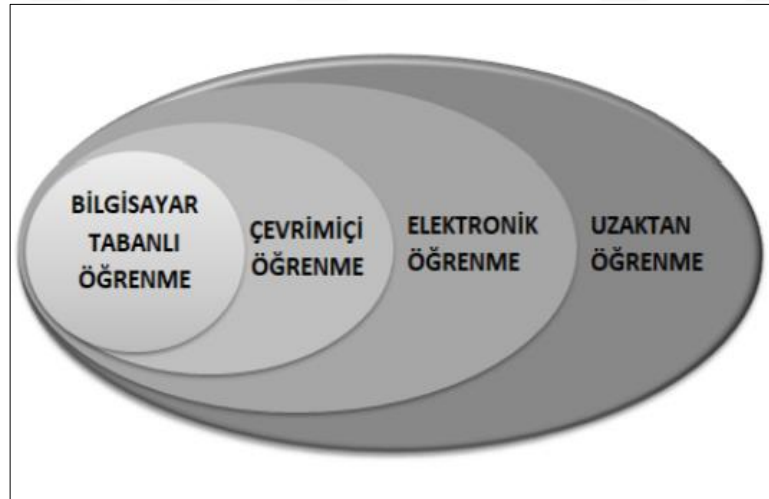 BİLGİSAYAR
TABANLI
ÖĞRENME
ÇEVRİMİÇİ
ÖĞRENME
ELEKTRONİK
ÖĞRENME
UZAKTAN
ÖĞRENME